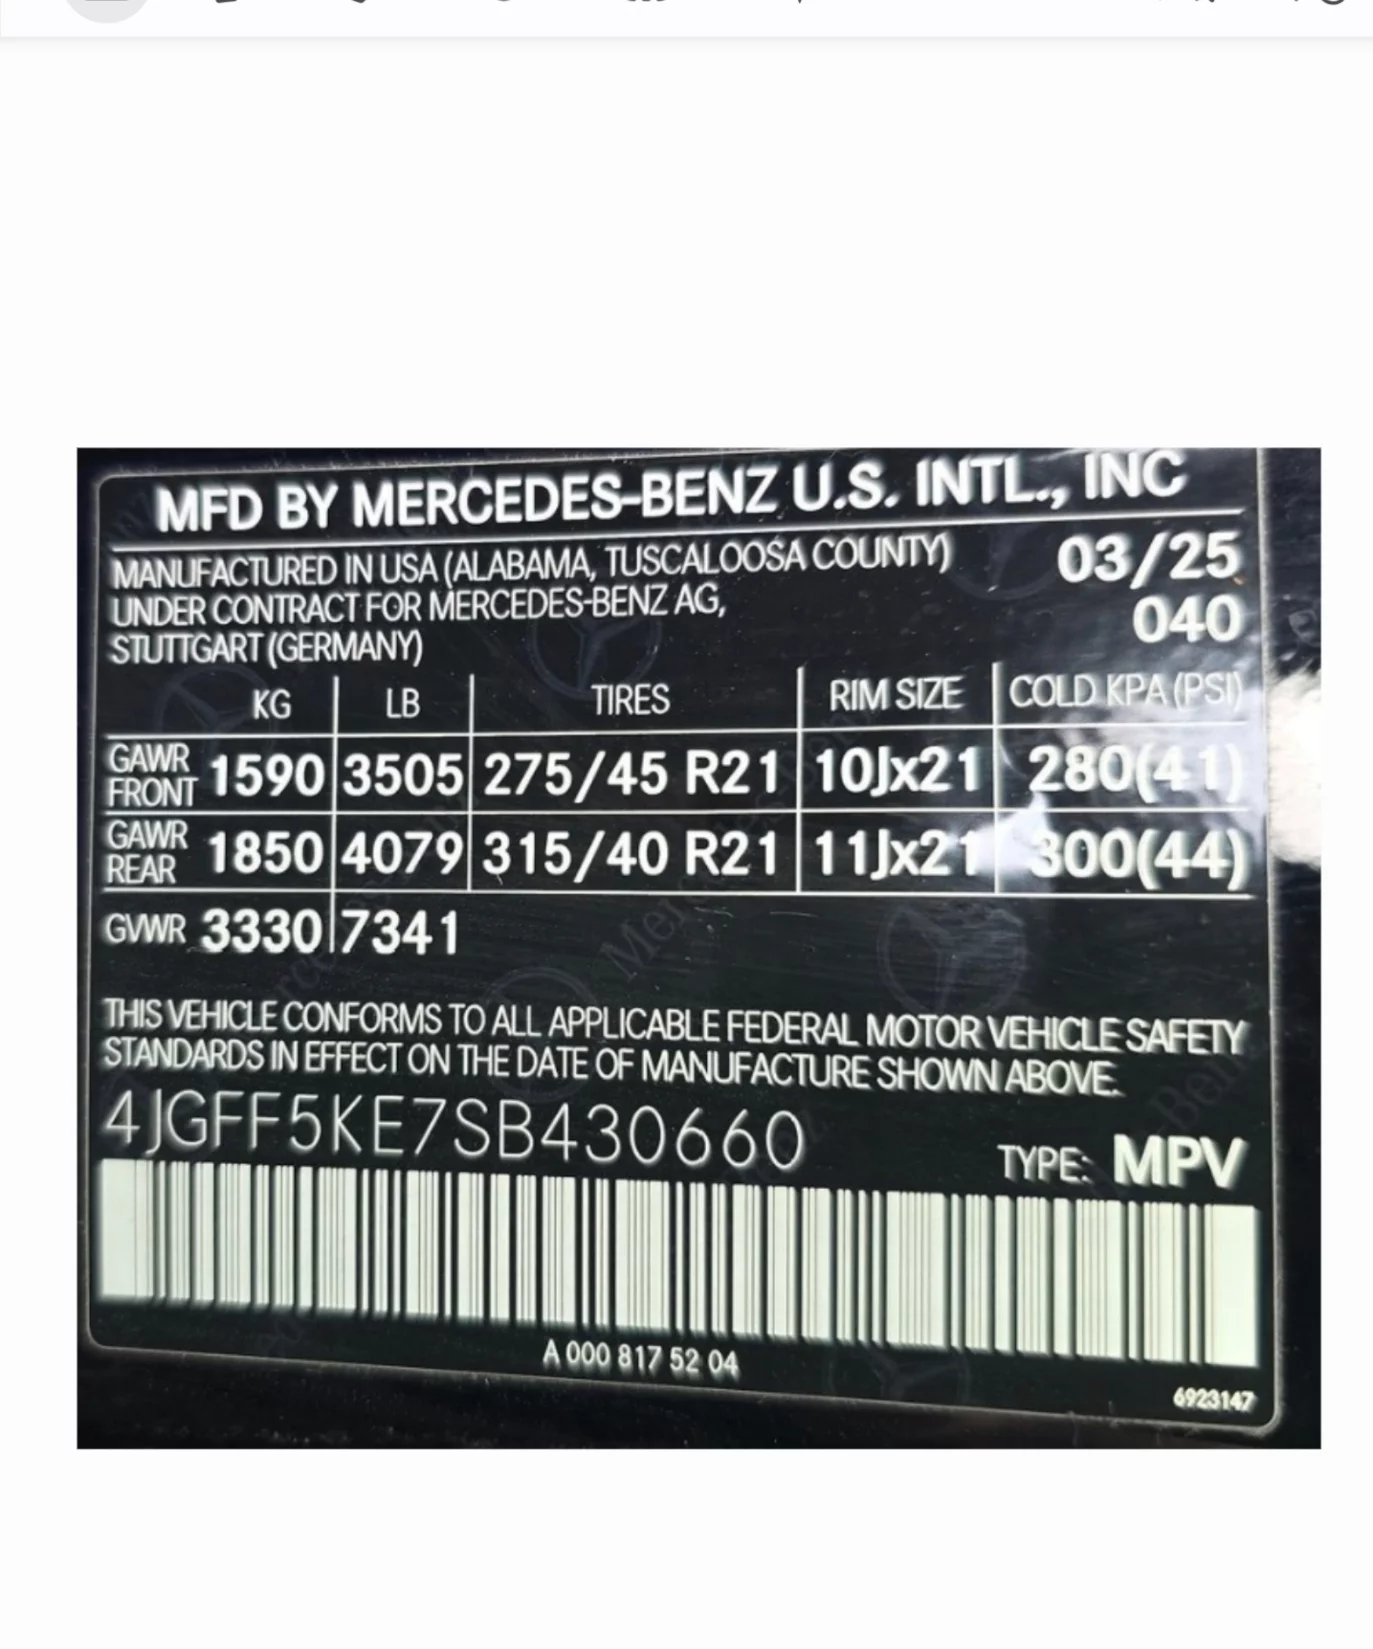 MFD BY MERCEDES-BENZ U.S. INTL., INC
MANUFACTURED IN USA (ALABAMA, TUSCALOOSA COUNTY) 03/25
UNDER CONTRACT FOR MERCEDES-BENZ AG, 040
STUTTGART (GERMANY)
KG LB TIRES RIM SIZE COLD KPA (PSI)
GAWR FRONT 1590 3505 275/45 R21 10Jx21 280(41)
GAWR REAR 1850 4079 315/40 R21 11Jx21 300(44)
GVWR 3330 7341
THIS VEHICLE CONFORMS TO ALL APPLICABLE FEDERAL MOTOR VEHICLE SAFETY
STANDARDS IN EFFECT ON THE DATE OF MANUFACTURE SHOWN ABOVE.
4JGFF5KE7SB430660
TYPE: MPV
A 000 817 52 04
6923147